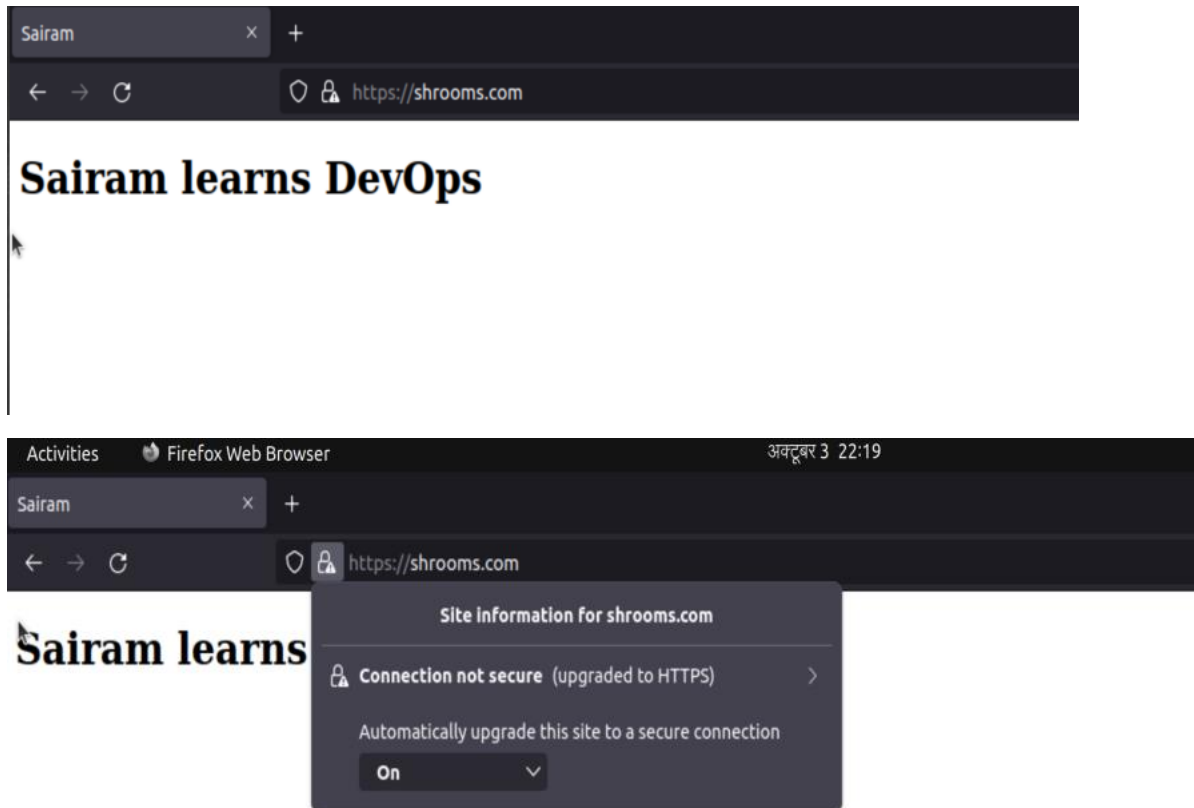 Sairam
https://shrooms.com
Sairam learns DevOps
Activities Firefox Web Browser अक्टूबर 3 22:19
Sairam
https://shrooms.com
Site information for shrooms.com
Sairam learns
Connection not secure (upgraded to HTTPS)
Automatically upgrade this site to a secure connection
On